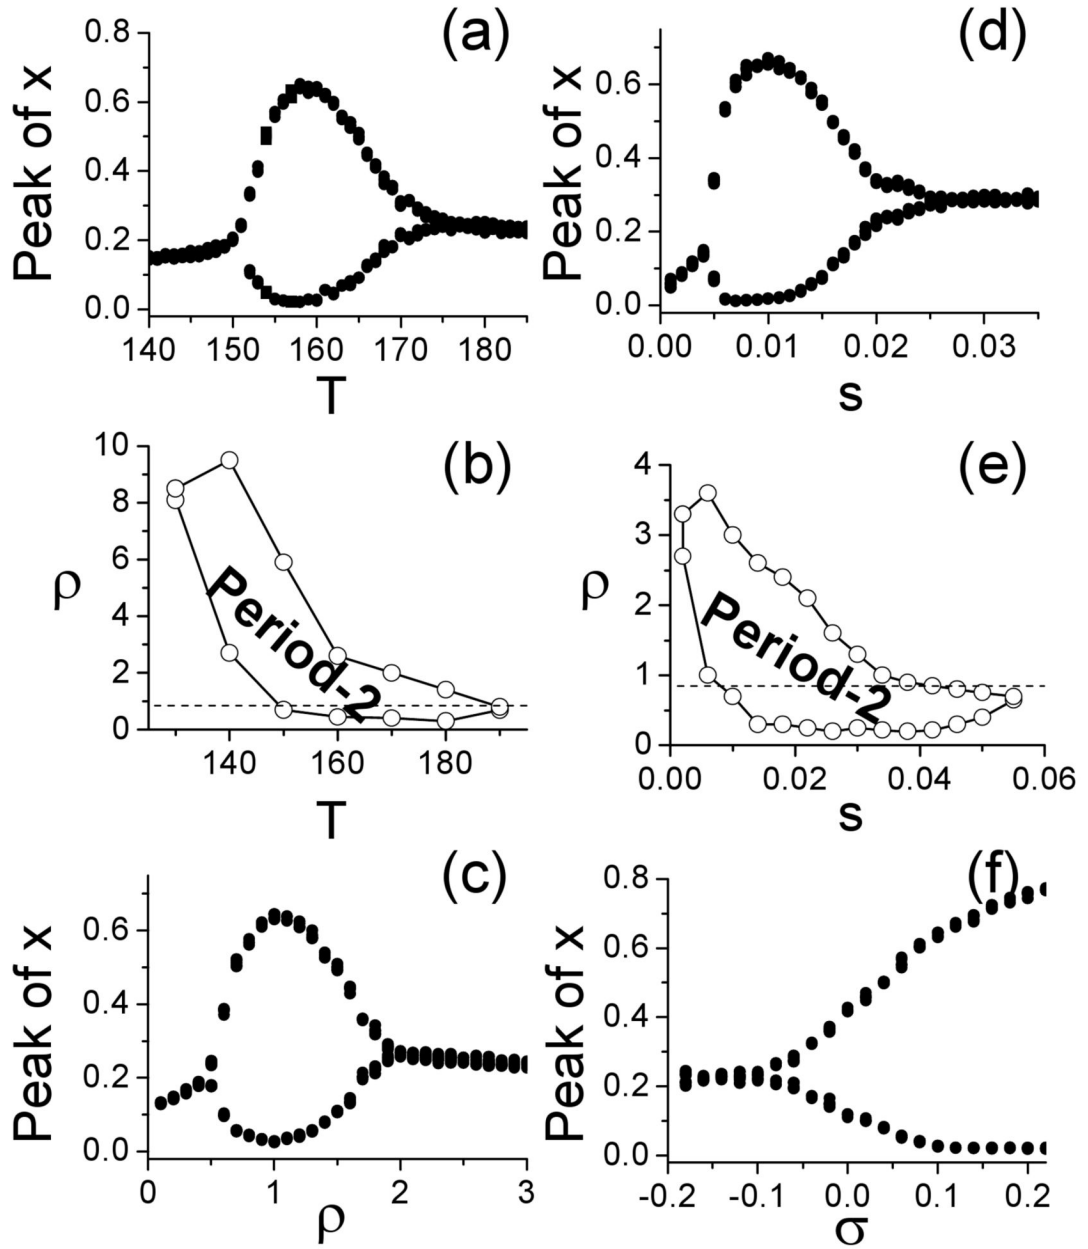 (a)
Peak of x
0.8
0.6
0.4
0.2
0.0
140 150 160 170 180
T
(d)
Peak of x
0.6
0.4
0.2
0.0
0.00 0.01 0.02 0.03
s
(b)
ρ
10
8
6
4
2
0
Period-2
140 160 180
T
(e)
ρ
4
3
2
1
0
Period-2
0.00 0.02 0.04 0.06
s
(c)
Peak of x
0.6
0.4
0.2
0.0
0 1 2 3
ρ
(f)
Peak of x
0.8
0.6
0.4
0.2
0.0
-0.2 -0.1 0.0 0.1 0.2
σ